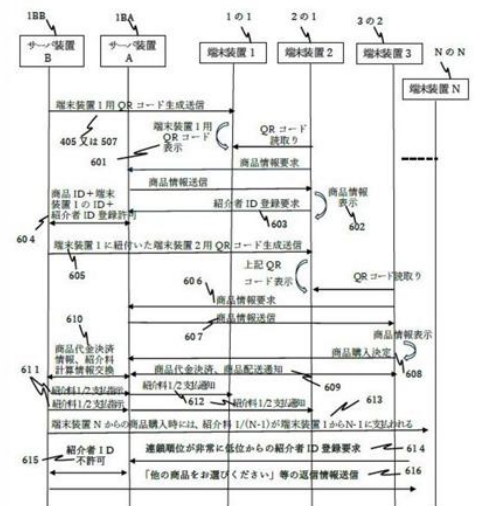 1BB
1BA
1の1
2の1
3の2
NのN
サーバ装置
B
サーバ装置
A
端末装置1
端末装置2
端末装置3
端末装置N
端末装置1用QRコード生成送信
405又は507
601
端末装置1用
QRコード
表示
QRコード
読取り
商品情報要求
商品情報送信
商品情報
表示
602
商品ID+端末
装置1のID+
紹介者ID登録許可
紹介者ID登録要求
603
604
端末装置1に紐付いた端末装置2用QRコード生成送信
605
上記QR
コード表示
QRコード読取り
606
商品情報要求
607
商品情報送信
610
商品情報表示
商品代金決済
情報、紹介料
計算情報交換
商品購入決定
608
商品代金決済、商品配送通知
609
611
紹介料1/2支払指示
紹介料1/2支払通知
紹介料1/2支払指示
612
紹介料1/2支払通知
613
端末装置Nからの商品購入時には、紹介料1/(N-1)が端末装置1からN-1に支払われる
連鎖順位が非常に低位からの紹介者ID登録要求
614
615
紹介者ID
不許可
616
「他の商品をお選びください」等の返信情報送信